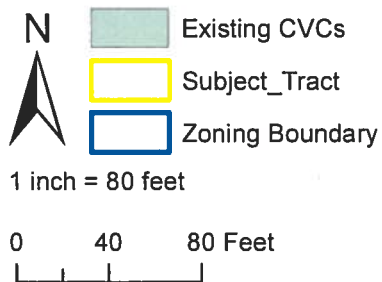 N
Existing CVCs
Subject_Tract
Zoning Boundary
1 inch = 80 feet
0 40 80 Feet